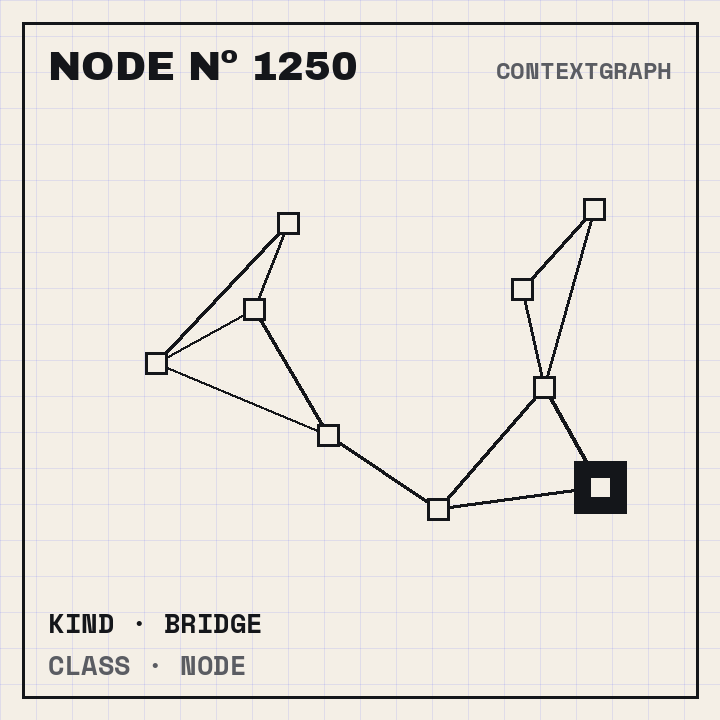 NODE Nº 1250
CONTEXTGRAPH
KIND · BRIDGE
CLASS · NODE